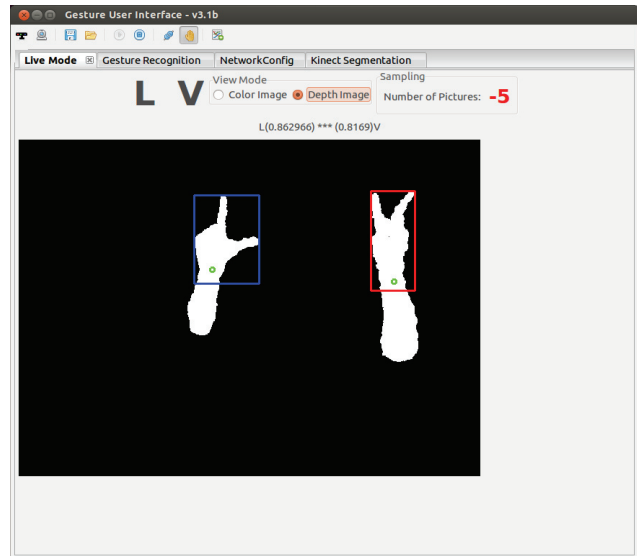 Gesture User Interface - v3.1b
Live Mode Gesture Recognition NetworkConfig Kinect Segmentation
L V
View Mode
Color Image Depth Image
Sampling
Number of Pictures: -5
L(0.862966) *** (0.8169)V